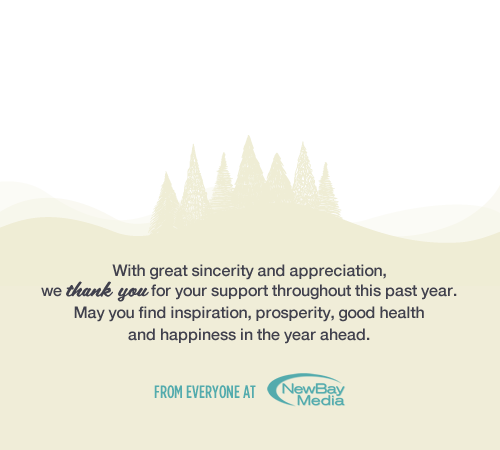 With great sincerity and appreciation,
we thank you for your support throughout this past year.
May you find inspiration, prosperity, good health
and happiness in the year ahead.
FROM EVERYONE AT
NewBay
Media